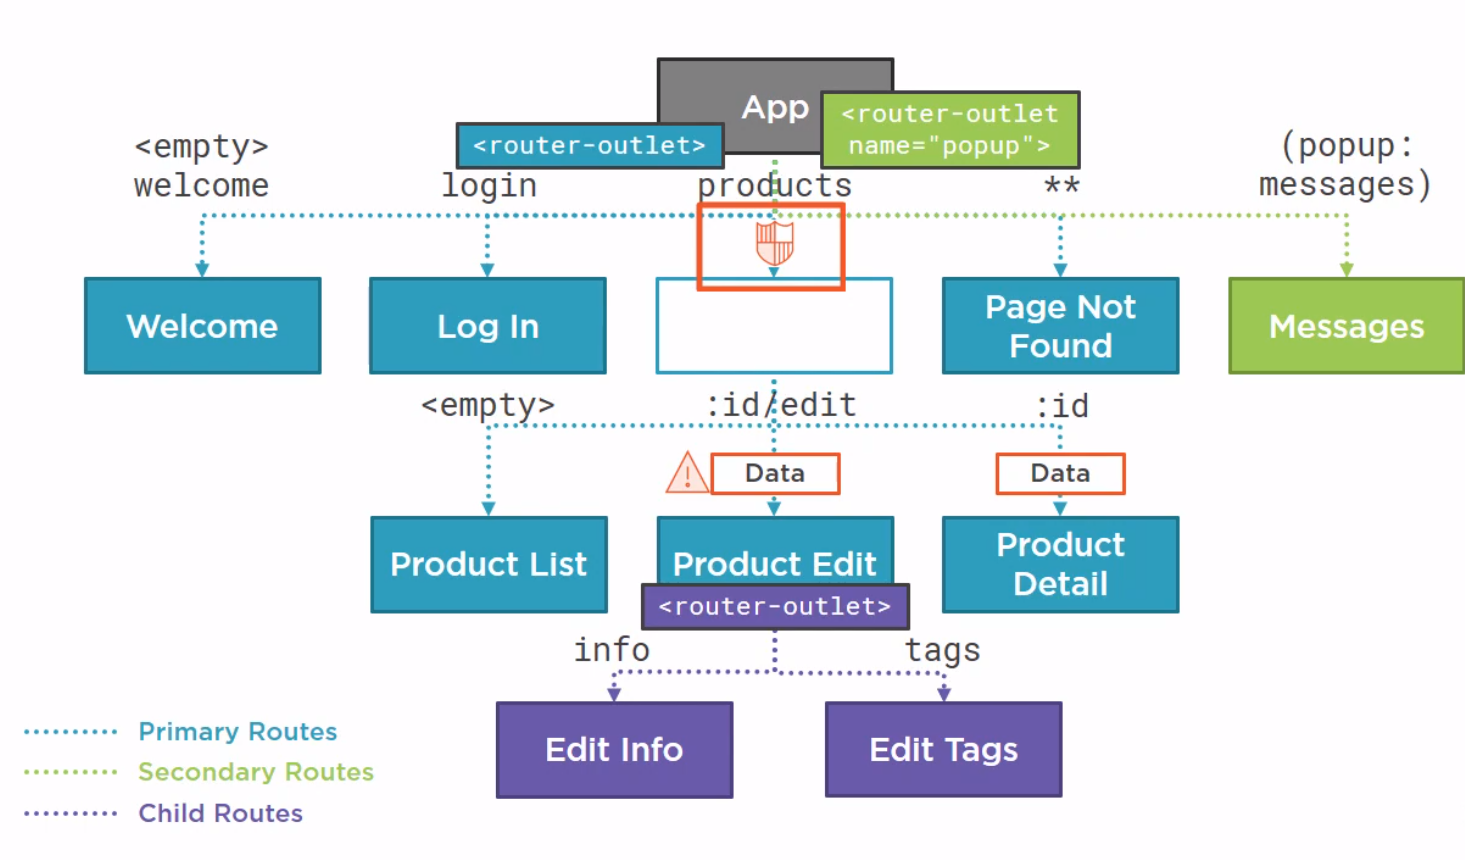 App
<router-outlet
name="popup">
<router-outlet>
<empty>
welcome
login
products
**
(popup:
messages)
Welcome
Log In
Page Not
Found
Messages
<empty>
:id/edit
:id
Data
Data
Product List
Product Edit
Product
Detail
<router-outlet>
info
tags
Edit Info
Edit Tags
Primary Routes
Secondary Routes
Child Routes